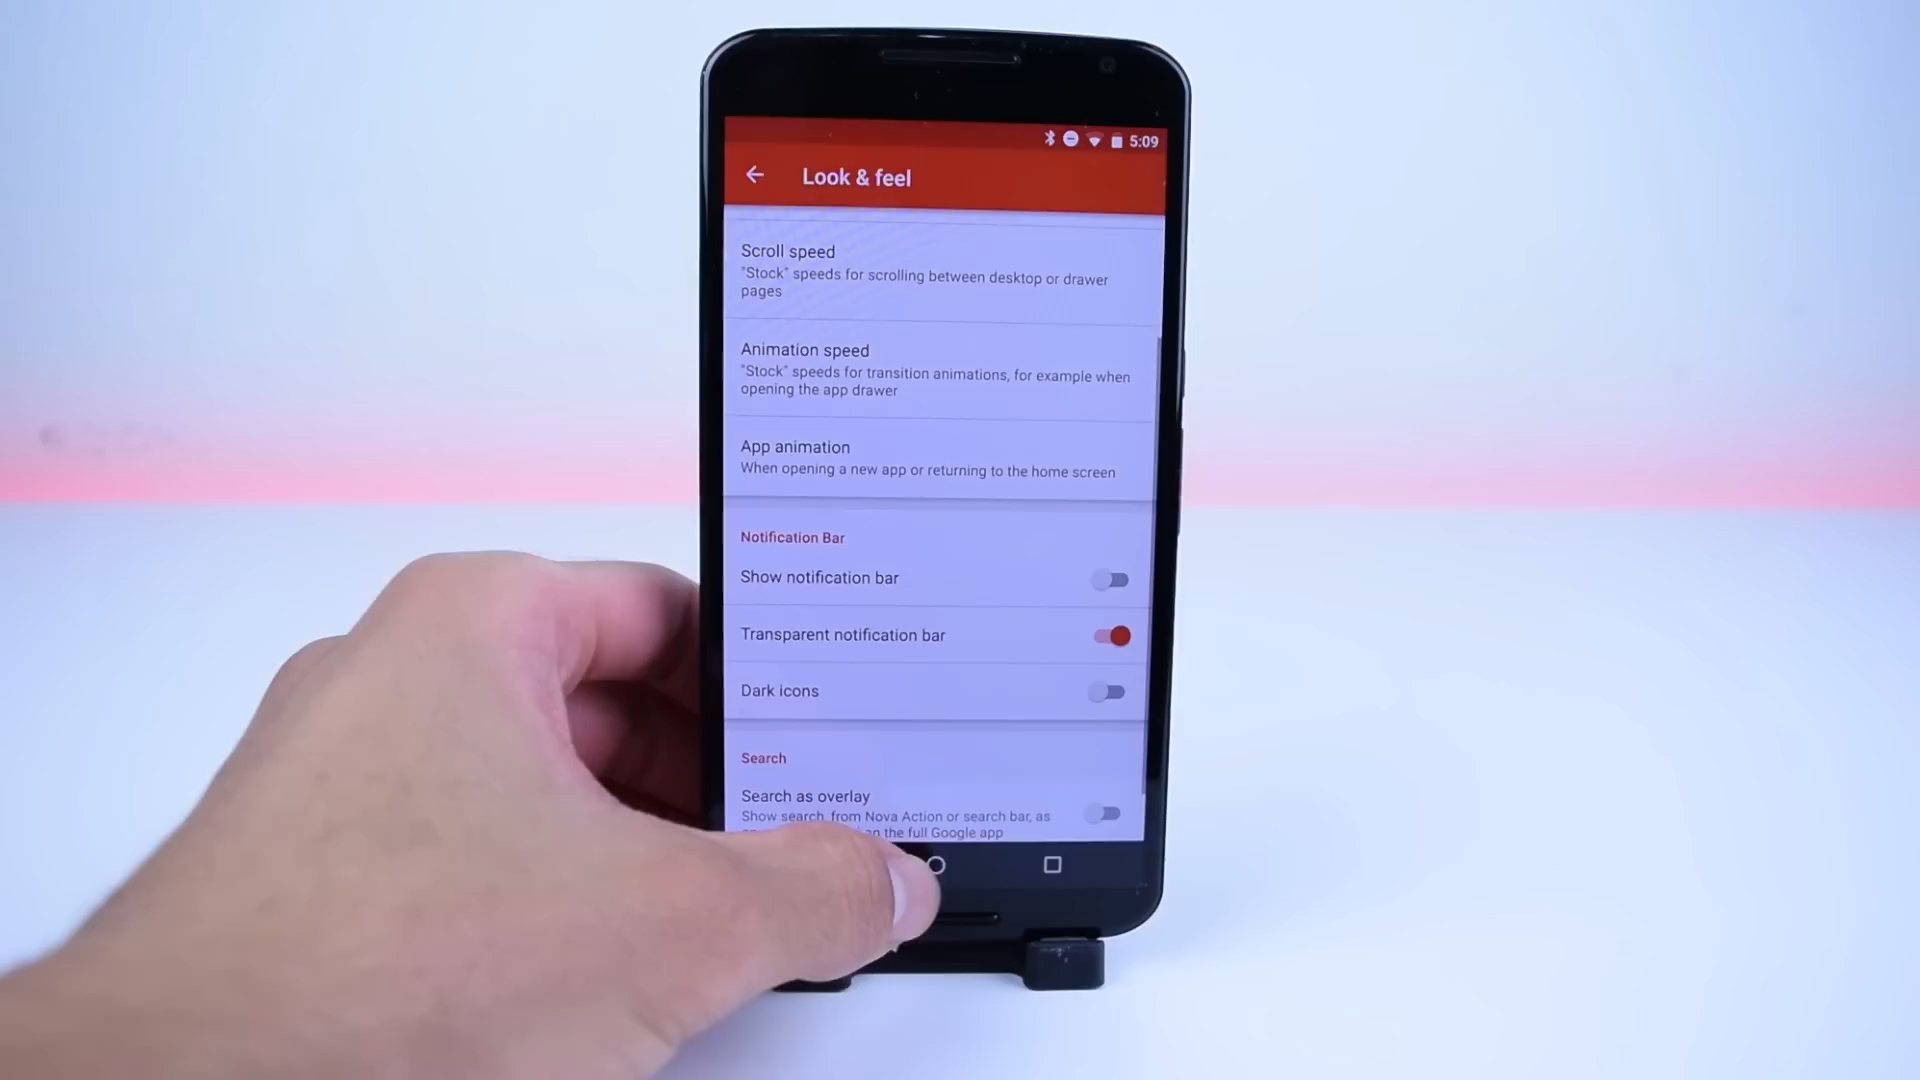 5:09
Look & feel
Scroll speed
"Stock" speeds for scrolling between desktop or drawer
pages
Animation speed
"Stock" speeds for transition animations, for example when
opening the app drawer
App animation
When opening a new app or returning to the home screen
Notification Bar
Show notification bar
Transparent notification bar
Dark icons
Search
Search as overlay
Show search, from Nova Action or search bar, as
the full Google app